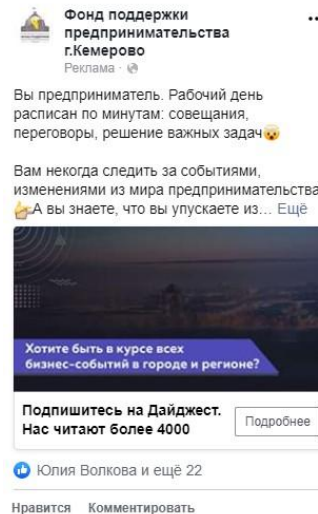 Фонд поддержки
предпринимательства
г.Кемерово
Реклама ·
Вы предприниматель. Рабочий день
расписан по минутам: совещания,
переговоры, решение важных задач🤯
Вам некогда следить за событиями,
изменениями из мира предпринимательства
👉А вы знаете, что вы упускаете из... Ещё
Хотите быть в курсе всех
бизнес-событий в городе и регионе?
Подпишитесь на Дайджест.
Нас читают более 4000
Подробнее
Юлия Волкова и ещё 22
Нравится Комментировать